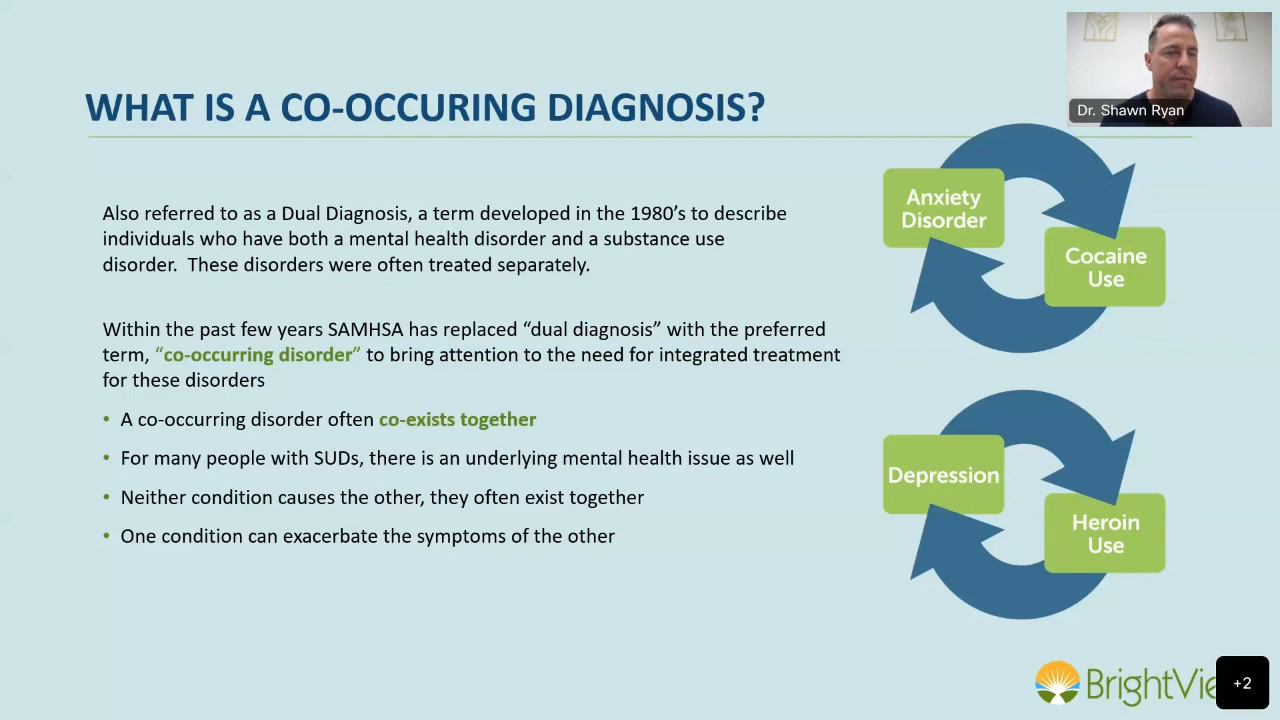 WHAT IS A CO-OCCURING DIAGNOSIS?
Dr. Shawn Ryan
Also referred to as a Dual Diagnosis, a term developed in the 1980’s to describe
individuals who have both a mental health disorder and a substance use
disorder.  These disorders were often treated separately.
Within the past few years SAMHSA has replaced “dual diagnosis” with the preferred
term, “co-occurring disorder” to bring attention to the need for integrated treatment
for these disorders
• A co-occurring disorder often co-exists together
• For many people with SUDs, there is an underlying mental health issue as well
• Neither condition causes the other, they often exist together
• One condition can exacerbate the symptoms of the other
Anxiety
Disorder
Cocaine
Use
Depression
Heroin
Use
BrightVie
+2